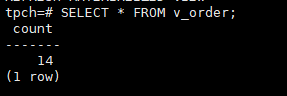 tpch=# SELECT * FROM v_order;
 count
-------
    14
(1 row)